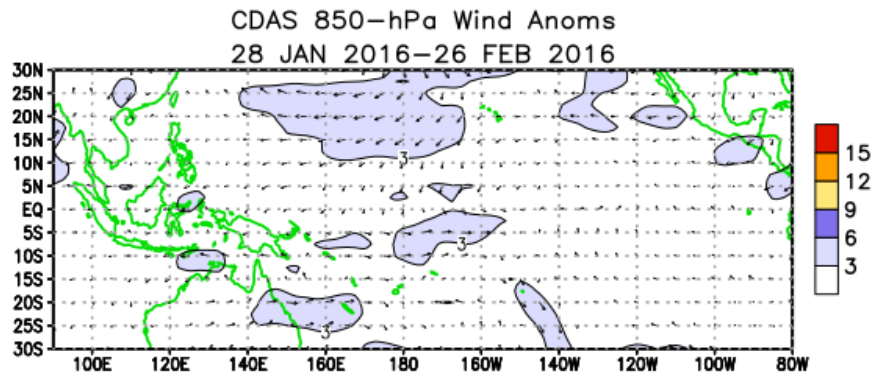 CDAS 850-hPa Wind Anoms
28 JAN 2016-26 FEB 2016
30N
25N
20N
15N
10N
5N
EQ
5S
10S
15S
20S
25S
30S
3
3
3
100E 120E 140E 160E 180 160W 140W 120W 100W 80W
15
12
9
6
3